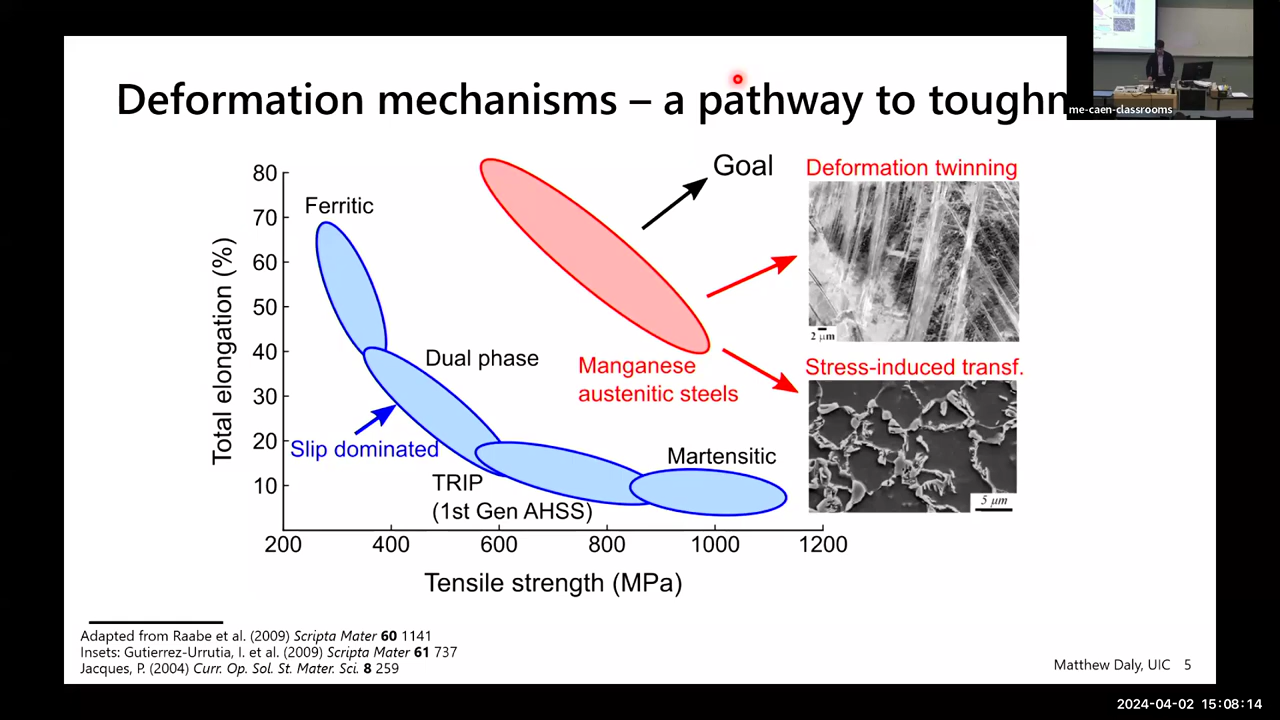 Deformation mechanisms – a pathway to toughn
me-caen-classrooms
80
70
60
50
40
30
20
10
Total elongation (%)
Ferritic
Dual phase
Slip dominated
TRIP
(1st Gen AHSS)
Martensitic
Manganese
austenitic steels
Goal
Deformation twinning
2 μm
Stress-induced transf.
5 μm
200 400 600 800 1000 1200
Tensile strength (MPa)
Adapted from Raabe et al. (2009) Scripta Mater 60 1141
Insets: Gutierrez-Urrutia, I. et al. (2009) Scripta Mater 61 737
Jacques, P. (2004) Curr. Op. Sol. St. Mater. Sci. 8 259
Matthew Daly, UIC 5
2024-04-02 15:08:14